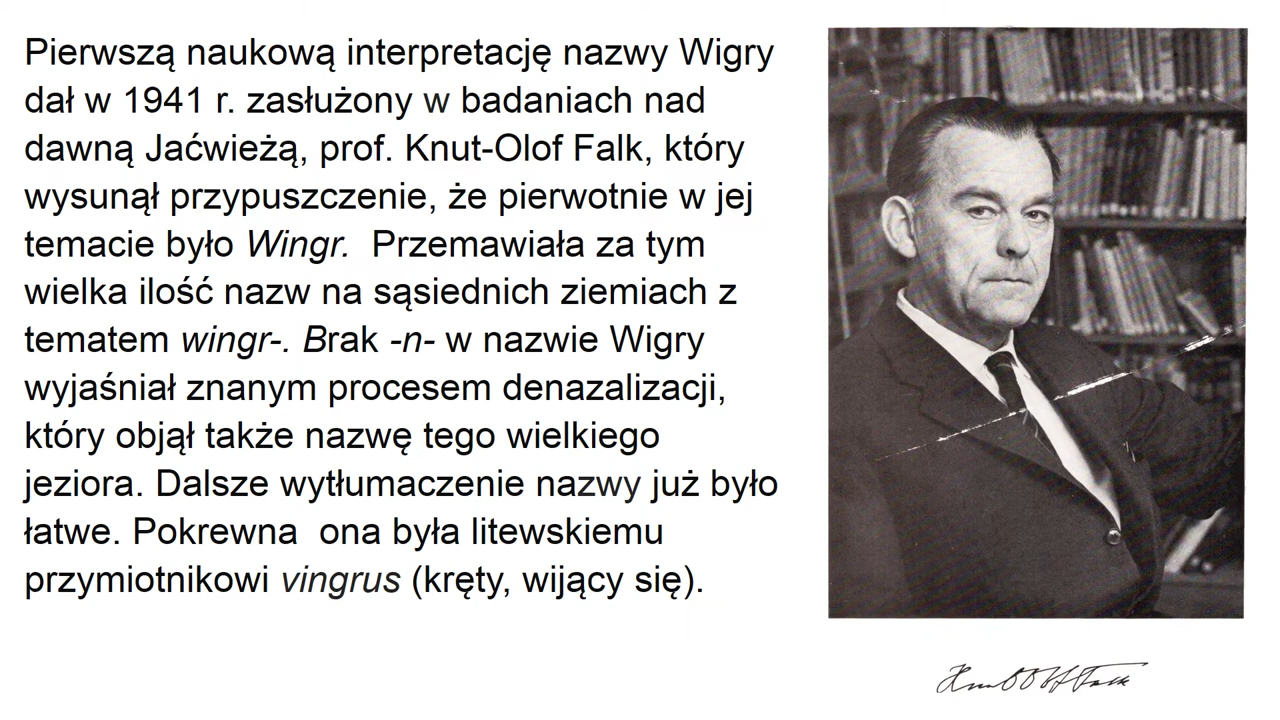 Pierwszą naukową interpretację nazwy Wigry
dał w 1941 r. zasłużony w badaniach nad
dawną Jaćwieżą, prof. Knut-Olof Falk, który
wysunął przypuszczenie, że pierwotnie w jej
temacie było Wingr. Przemawiała za tym
wielka ilość nazw na sąsiednich ziemiach z
tematem wingr-. Brak -n- w nazwie Wigry
wyjaśniał znanym procesem denazalizacji,
który objął także nazwę tego wielkiego
jeziora. Dalsze wytłumaczenie nazwy już było
łatwe. Pokrewna ona była litewskiemu
przymiotnikowi vingrus (kręty, wijący się).
Knut Olof Falk